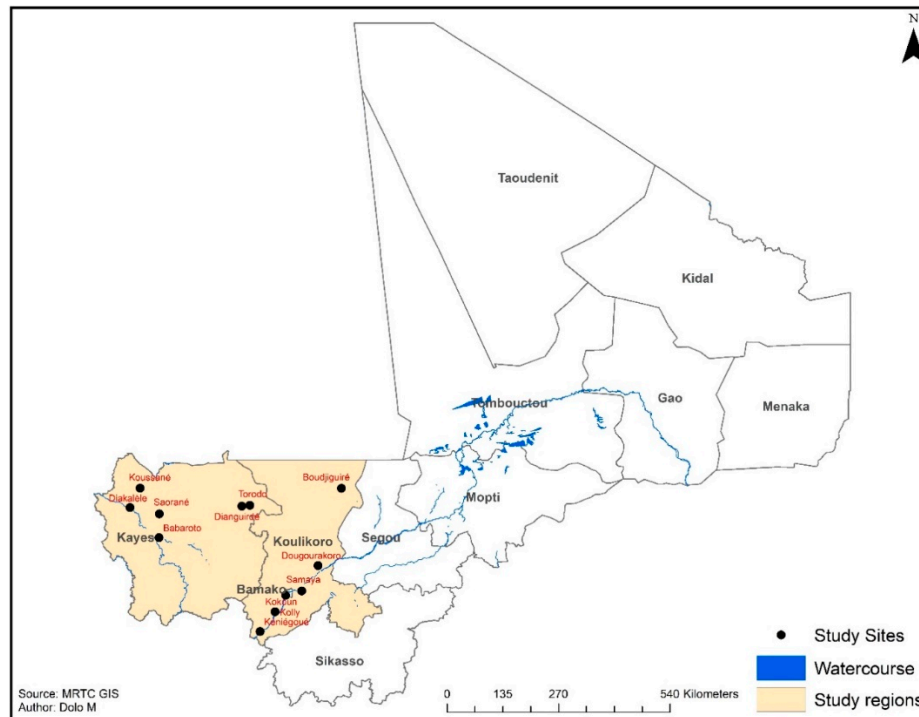 N
Taoudenit
Kidal
Tombouctou
Gao
Menaka
Koussané
Boudjiguiré
Torodo
Diakalèle
Saorané
Dianguirdé
Mopti
Kayes
Babaroto
Koulikoro
Segou
Dougourakoro
Bamako
Samaya
Kokoun
Kolly
Keniégoué
Sikasso
Study Sites
Watercourse
Study regions
Source: MRTC GIS
Author: Dolo M
0 135 270 540 Kilometers